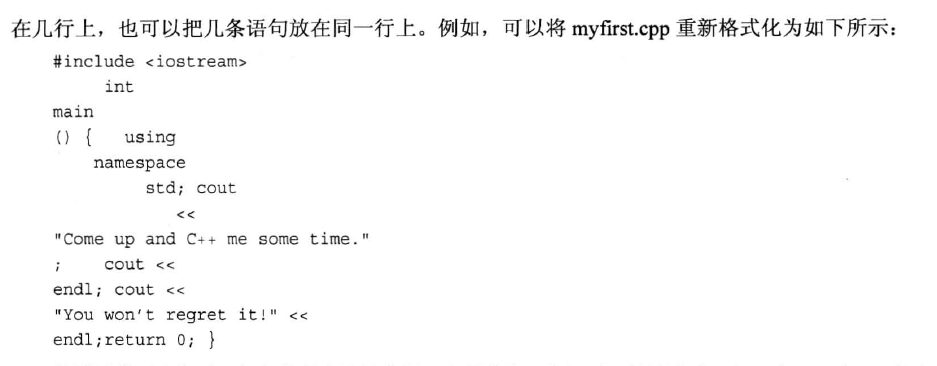 在几行上，也可以把几条语句放在同一行上。例如，可以将 myfirst.cpp 重新格式化为如下所示：
#include <iostream>
int
main
() { using
namespace
std; cout
<<
"Come up and C++ me some time."
; cout <<
endl; cout <<
"You won't regret it!" <<
endl;return 0; }